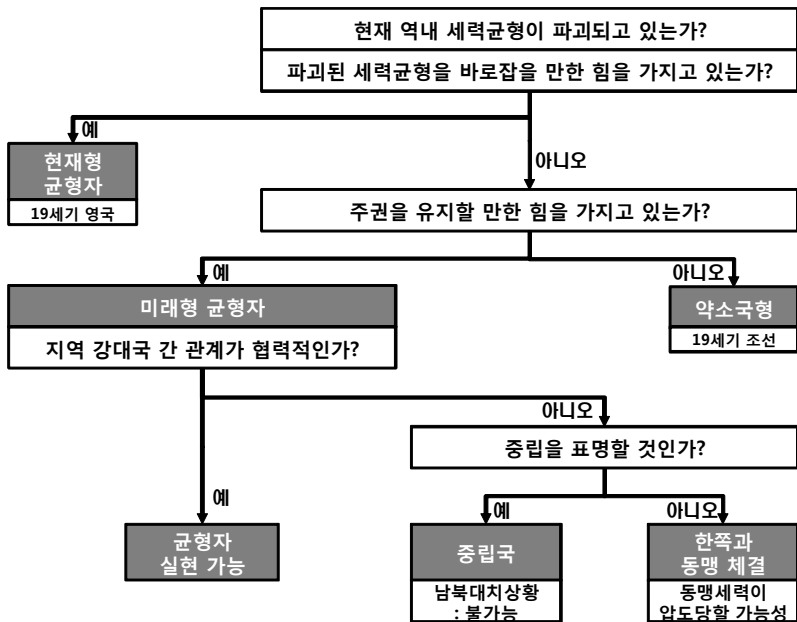 현재 역내 세력균형이 파괴되고 있는가?
파괴된 세력균형을 바로잡을 만한 힘을 가지고 있는가?
예
현재형
균형자
19세기 영국
아니오
주권을 유지할 만한 힘을 가지고 있는가?
예
미래형 균형자
지역 강대국 간 관계가 협력적인가?
아니오
약소국형
19세기 조선
아니오
중립을 표명할 것인가?
예
균형자
실현 가능
예
중립국
남북대치상황
: 불가능
아니오
한쪽과
동맹 체결
동맹세력이
압도당할 가능성